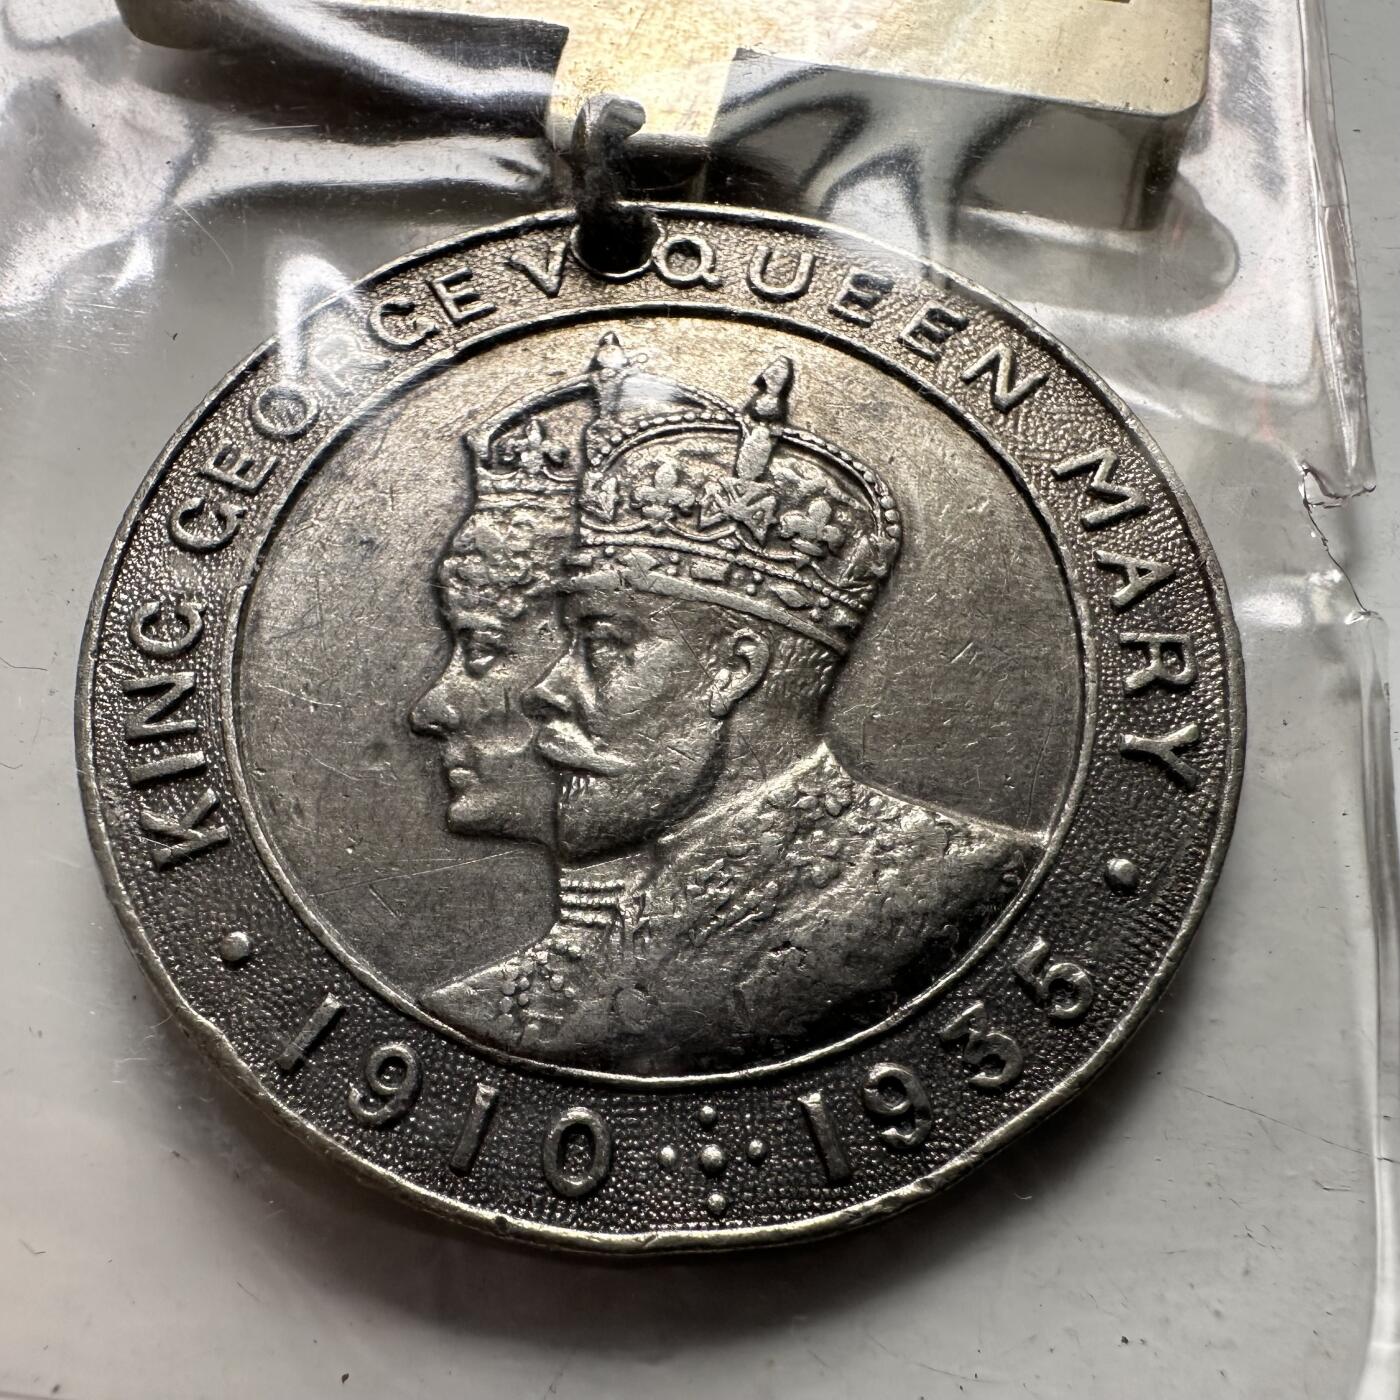 KING GEORGE V QUEEN MARY
1910 1935